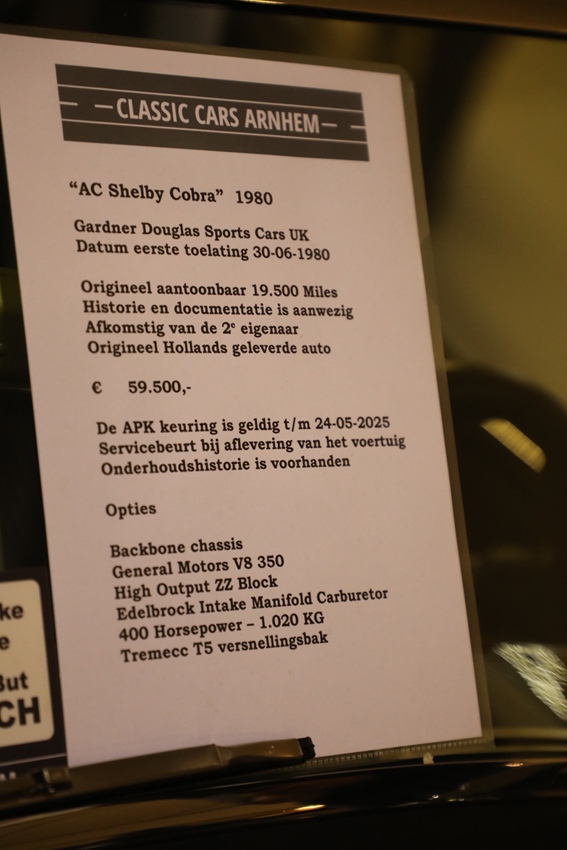 CLASSIC CARS ARNHEM
“AC Shelby Cobra” 1980
Gardner Douglas Sports Cars UK
Datum eerste toelating 30-06-1980
Origineel aantoonbaar 19.500 Miles
Historie en documentatie is aanwezig
Afkomstig van de 2e eigenaar
Origineel Hollands geleverde auto
€ 59.500,-
De APK keuring is geldig t/m 24-05-2025
Servicebeurt bij aflevering van het voertuig
Onderhoudshistorie is voorhanden
Opties
Backbone chassis
General Motors V8 350
High Output ZZ Block
Edelbrock Intake Manifold Carburetor
400 Horsepower – 1.020 KG
Tremecc T5 versnellingsbak
But